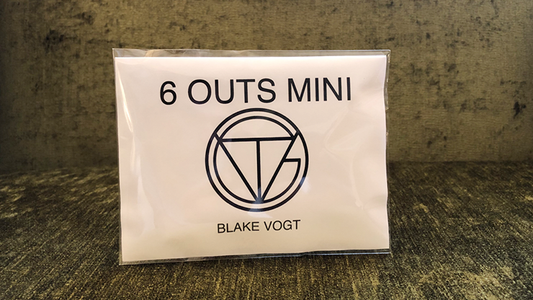 6 OUTS MINI
BLAKE VOGT